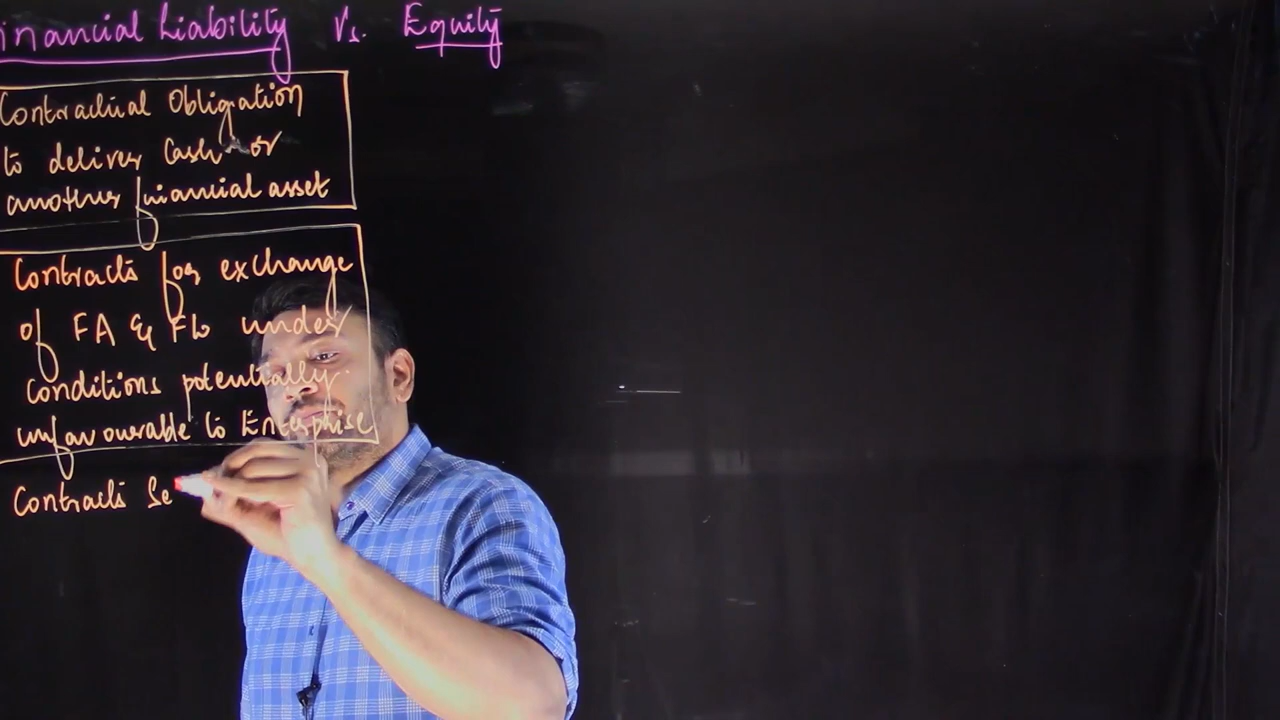 inancial Liability Vs. Equity
Contractual Obligation
to deliver Cash or
another financial asset
Contracts for exchange
of FA & FL under
conditions potentially
unfavourable to Enterprise
Contracts Se